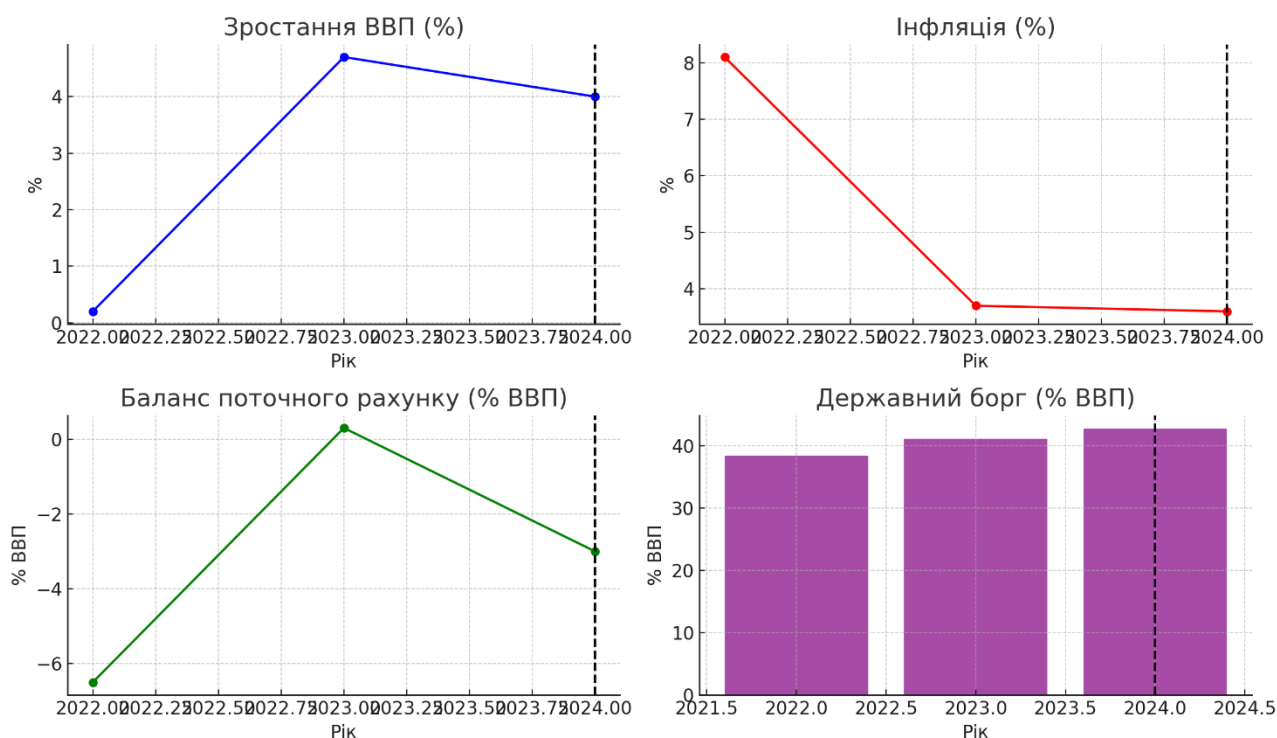 Зростання ВВП (%)
%
4
3
2
1
0
2022.00 2022.25 2022.50 2022.75 2023.00 2023.25 2023.50 2023.75 2024.00
Рік
Інфляція (%)
%
8
7
6
5
4
2022.00 2022.25 2022.50 2022.75 2023.00 2023.25 2023.50 2023.75 2024.00
Рік
Баланс поточного рахунку (% ВВП)
% ВВП
0
−2
−4
−6
2022.00 2022.25 2022.50 2022.75 2023.00 2023.25 2023.50 2023.75 2024.00
Рік
Державний борг (% ВВП)
% ВВП
40
30
20
10
0
2021.5 2022.0 2022.5 2023.0 2023.5 2024.0 2024.5
Рік